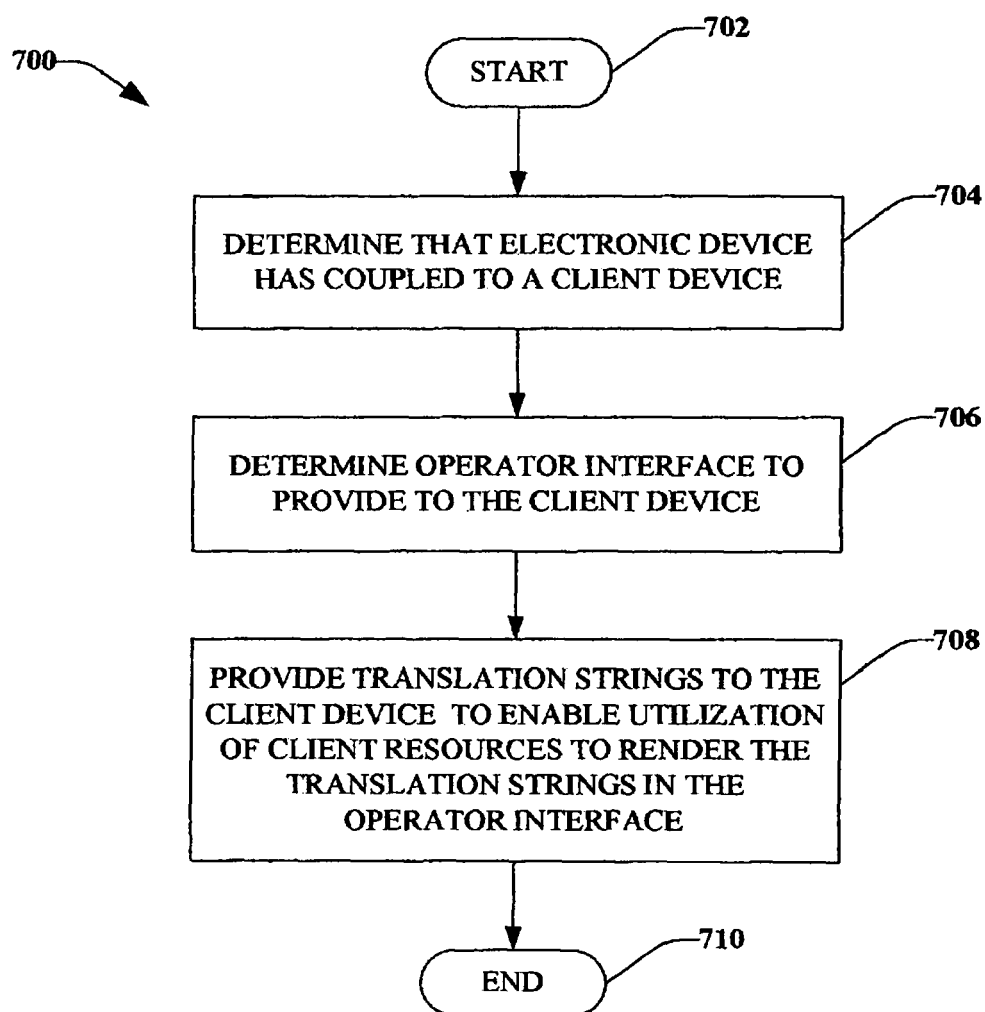 702
700
START
704
DETERMINE THAT ELECTRONIC DEVICE
HAS COUPLED TO A CLIENT DEVICE
706
DETERMINE OPERATOR INTERFACE TO
PROVIDE TO THE CLIENT DEVICE
708
PROVIDE TRANSLATION STRINGS TO THE
CLIENT DEVICE TO ENABLE UTILIZATION
OF CLIENT RESOURCES TO RENDER THE
TRANSLATION STRINGS IN THE
OPERATOR INTERFACE
710
END